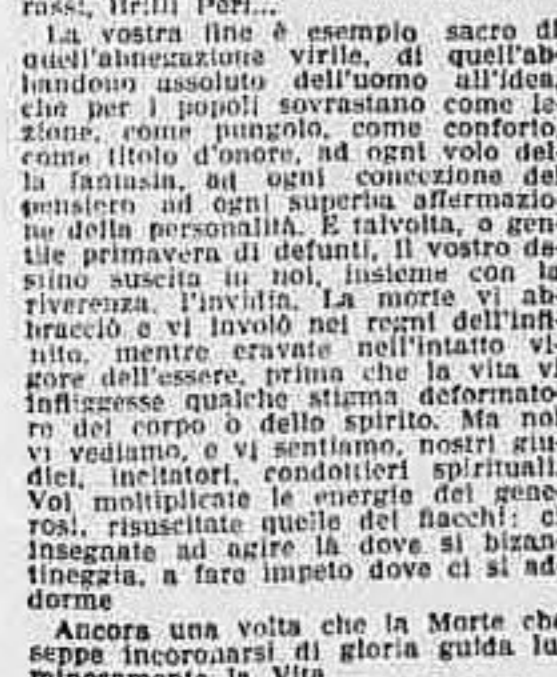 rossi, Grilli Peri...
La vostra fine è esempio sacro di
quell'abnegazione virile, di quell'ab-
bandono assoluto dell'uomo all'idea
che per i popoli sovrastano come la
zione, come pungolo, come conforto
come titolo d'onore, ad ogni volo del-
la fantasia, ad ogni concezione del
pensiero ad ogni superba affermazio
ne della personalità. E talvolta, o gen-
tile primavera di defunti, il vostro de-
stino suscita in noi, insieme con la
riverenza, l'invidia. La morte vi ab
bracciò e vi involò nei regni dell'infi-
nito, mentre eravate nell'intatto vi-
gore dell'essere, prima che la vita vi
infliggesse qualche stigma deformato-
re del corpo o dello spirito. Ma noi
vi vediamo, e vi sentiamo, nostri giu-
dici, incitatori, condottieri spirituali
Voi moltiplicate le energie dei gene-
rosi, risuscitate quelle dei fiacchi; e
insegnate ad agire là dove si bizan
tineggia, a fare impeto dove ci si ad
dorme
Ancora una volta che la Morte che
seppe incoronarsi di gloria guida lu
minosamente la Vita